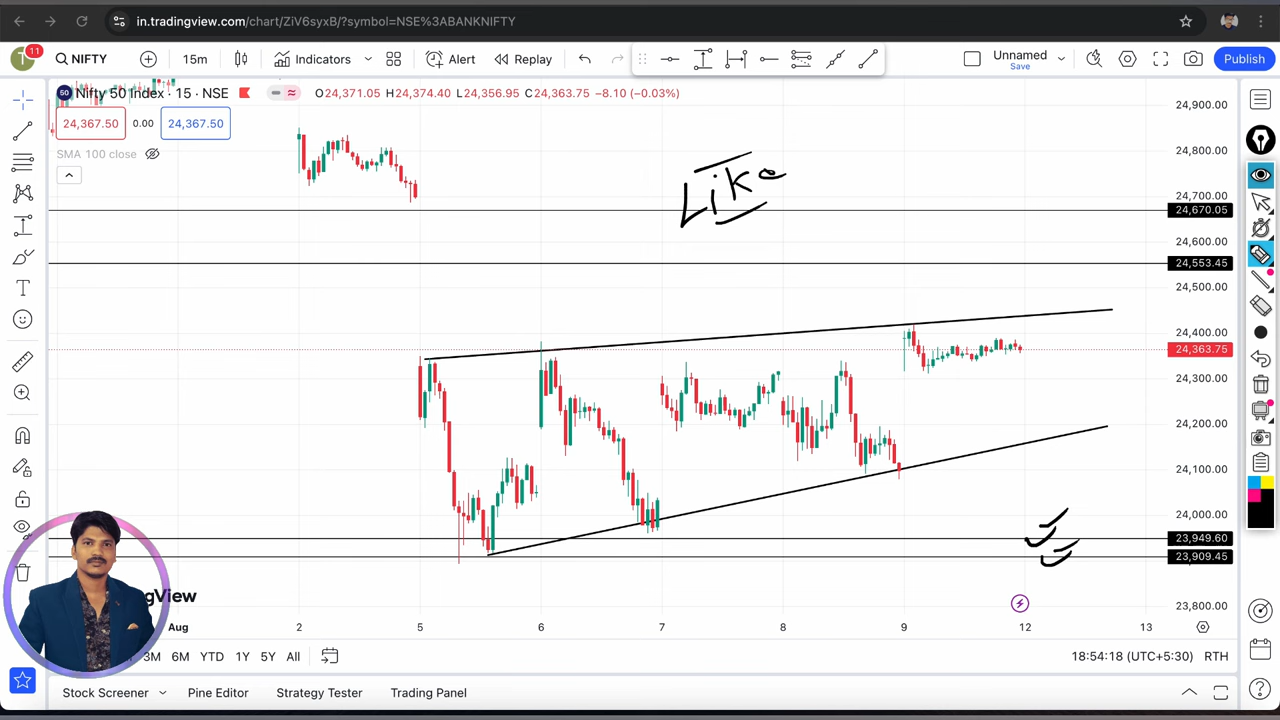 in.tradingview.com/chart/ZiV6syxB/?symbol=NSE%3ABANKNIFTY
T 11 NIFTY 15m Indicators Alert Replay Unnamed Save Publish
50 Nifty 50 Index · 15 · NSE O24,371.05 H24,374.40 L24,356.95 C24,363.75 −8.10 (−0.03%)
24,367.50 0.00 24,367.50
SMA 100 close
Like
24,900.00
24,800.00
24,700.00
24,670.05
24,600.00
24,553.45
24,500.00
24,400.00
24,363.75
24,300.00
24,200.00
24,100.00
24,000.00
23,949.60
23,909.45
23,800.00
gView
Aug 2 5 6 7 8 9 12 13
3M 6M YTD 1Y 5Y All 18:54:18 (UTC+5:30) RTH
Stock Screener Pine Editor Strategy Tester Trading Panel